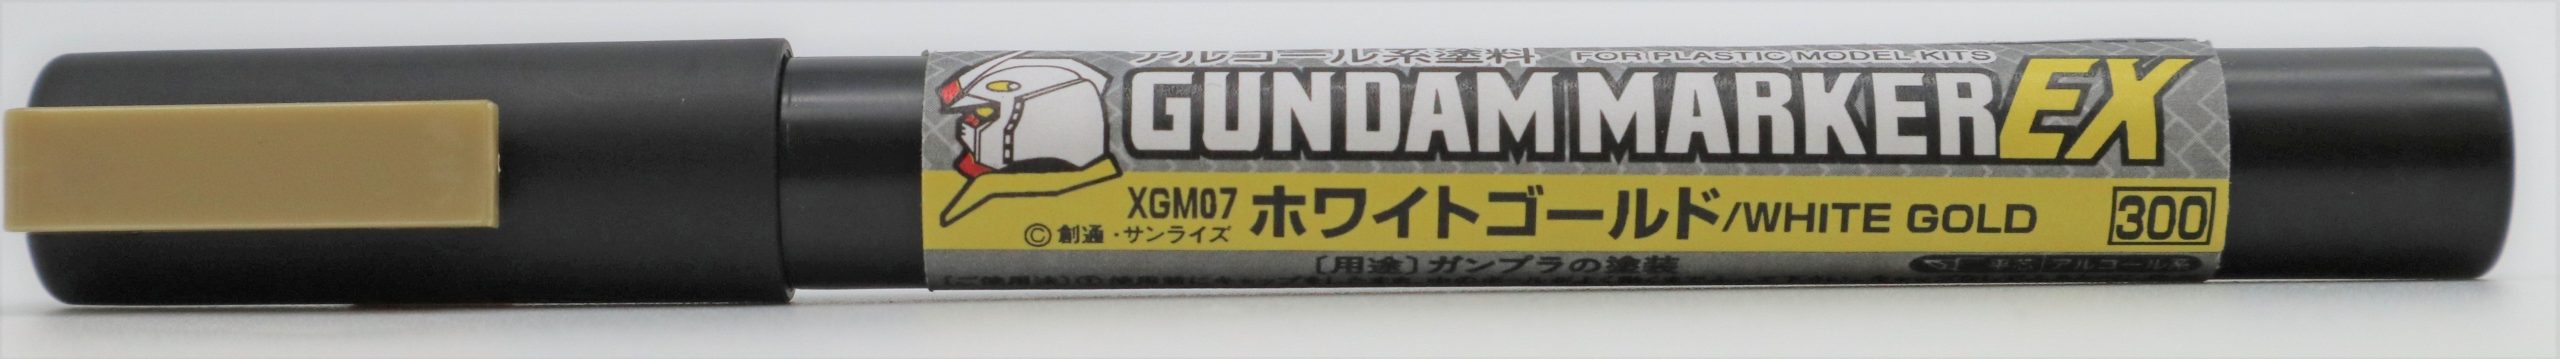 アルコール系塗料 FOR PLASTIC MODEL KITS
GUNDAM MARKER EX
XGM07 ホワイトゴールド/WHITE GOLD 300
©創通・サンライズ
〔用途〕ガンプラの塗装
アルコール系